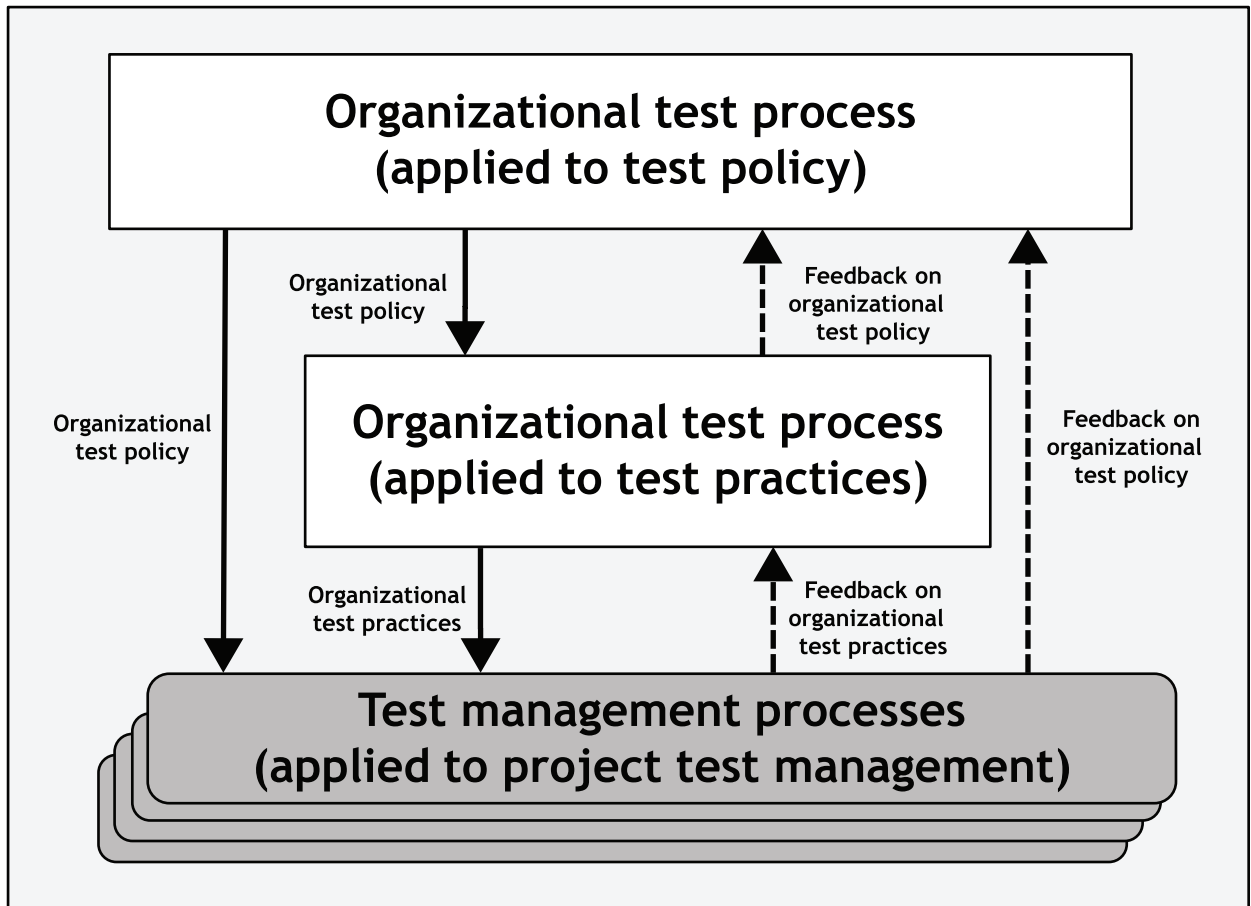 Organizational test process
(applied to test policy)
Organizational
test policy
Feedback on
organizational
test policy
Organizational test process
(applied to test practices)
Organizational
test policy
Feedback on
organizational
test policy
Organizational
test practices
Feedback on
organizational
test practices
Test management processes
(applied to project test management)